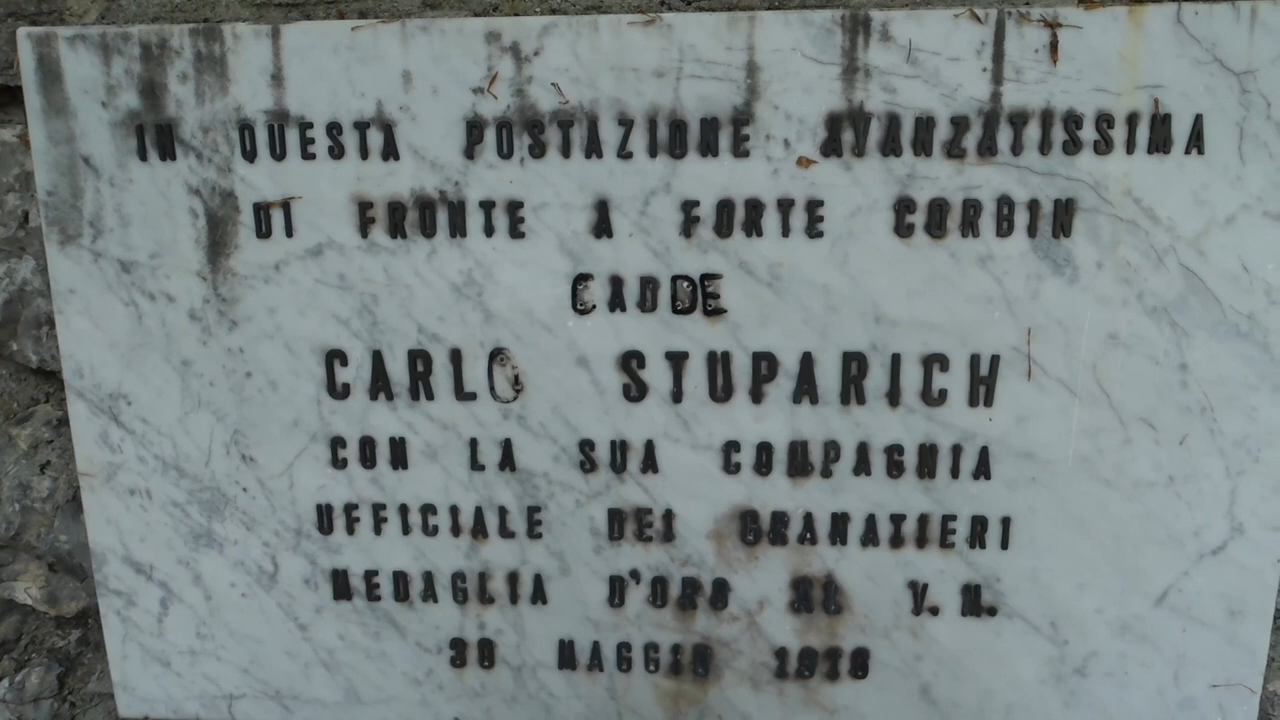 IN QUESTA POSTAZIONE AVANZATISSIMA
DI FRONTE A FORTE CORBIN
CADDE
CARLO STUPARICH
CON LA SUA COMPAGNIA
UFFICIALE DEI GRANATIERI
MEDAGLIA D'ORO AL V. M.
30 MAGGIO 1916